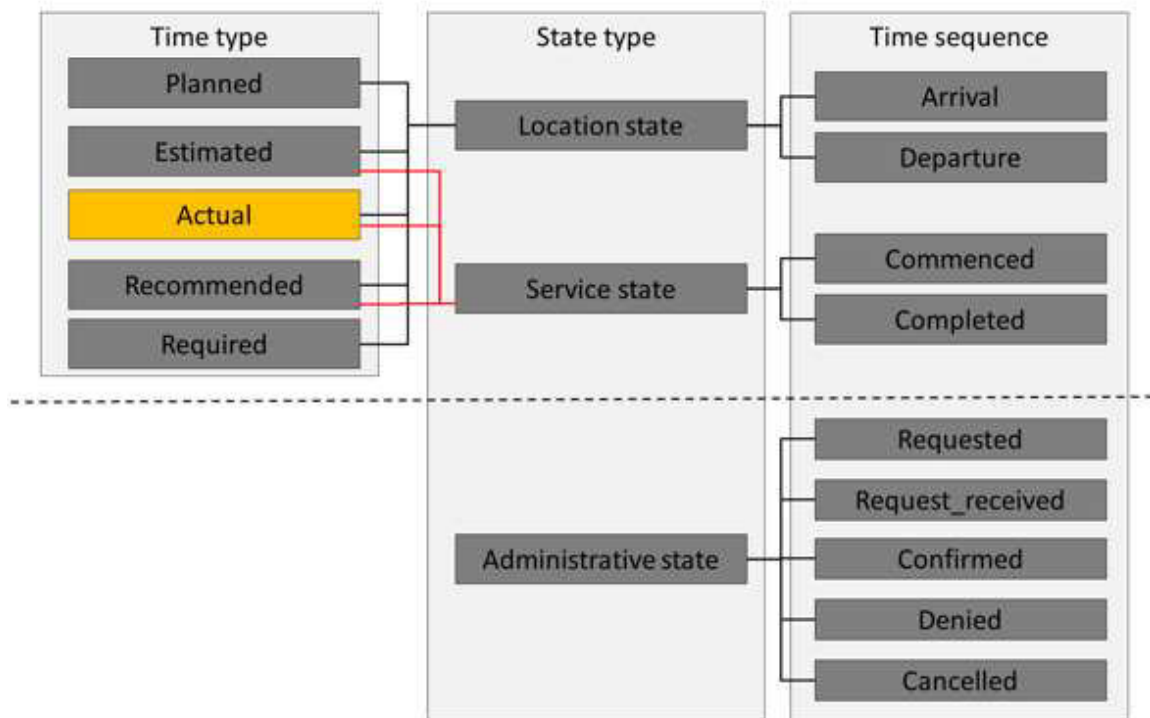 Time type
Planned
Estimated
Actual
Recommended
Required
State type
Location state
Service state
Administrative state
Time sequence
Arrival
Departure
Commenced
Completed
Requested
Request_received
Confirmed
Denied
Cancelled